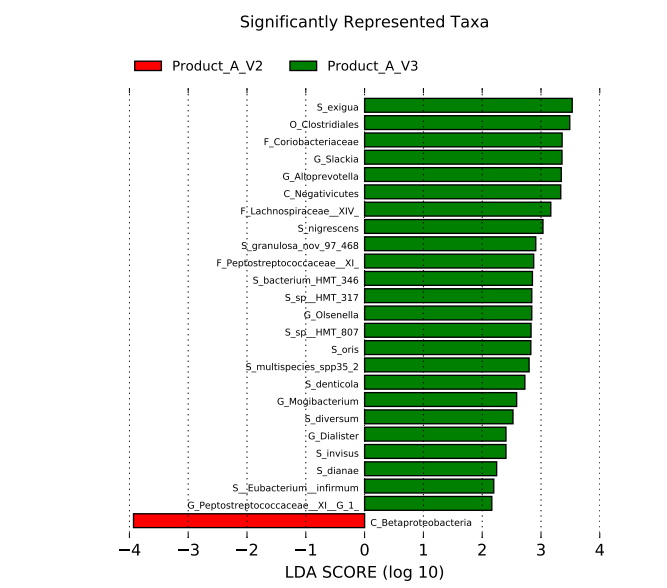 Significantly Represented Taxa
Product_A_V2 Product_A_V3
S_exigua
O_Clostridiales
F_Coriobacteriaceae
G_Slackia
G_Alloprevotella
C_Negativicutes
F_Lachnospiraceae__XIV_
S_nigrescens
S_granulosa_nov_97_468
F_Peptostreptococcaceae__XI_
S_bacterium_HMT_346
S_sp__HMT_317
G_Olsenella
S_sp__HMT_807
S_oris
S_multispecies_spp35_2
S_denticola
G_Mogibacterium
S_diversum
G_Dialister
S_invisus
S_dianae
S__Eubacterium__infirmum
G_Peptostreptococcaceae__XI__G_1_
C_Betaproteobacteria
−4 −3 −2 −1 0 1 2 3 4
LDA SCORE (log 10)